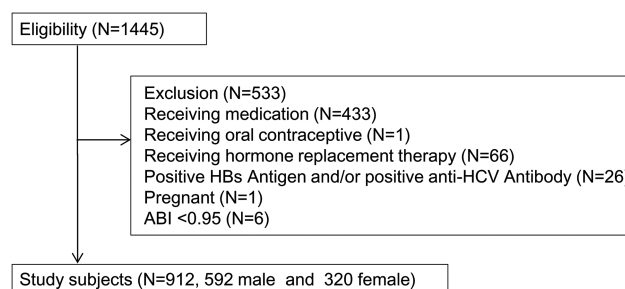 Eligibility (N=1445)
Exclusion (N=533)
Receiving medication (N=433)
Receiving oral contraceptive (N=1)
Receiving hormone replacement therapy (N=66)
Positive HBs Antigen and/or positive anti-HCV Antibody (N=26)
Pregnant (N=1)
ABI <0.95 (N=6)
Study subjects (N=912, 592 male and 320 female)